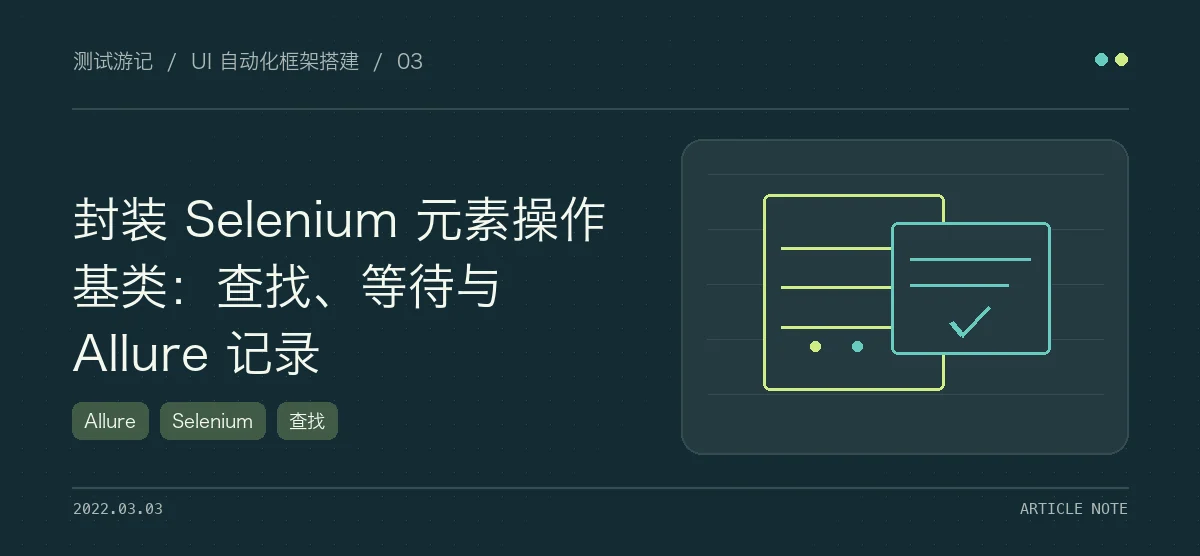 测试游记 / UI 自动化框架搭建 / 03
封装 Selenium 元素操作
基类：查找、等待与
Allure 记录
Allure Selenium 查找
2022.03.03 ARTICLE NOTE